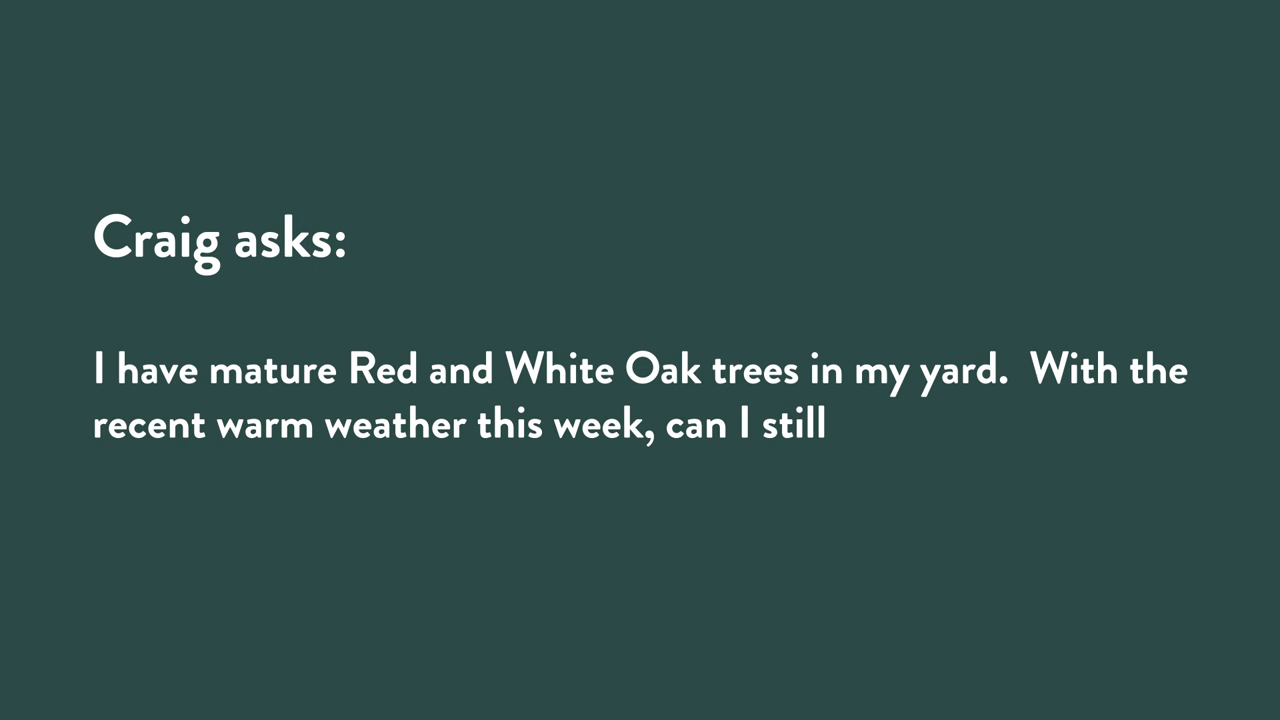 Craig asks:
I have mature Red and White Oak trees in my yard.  With the
recent warm weather this week, can I still